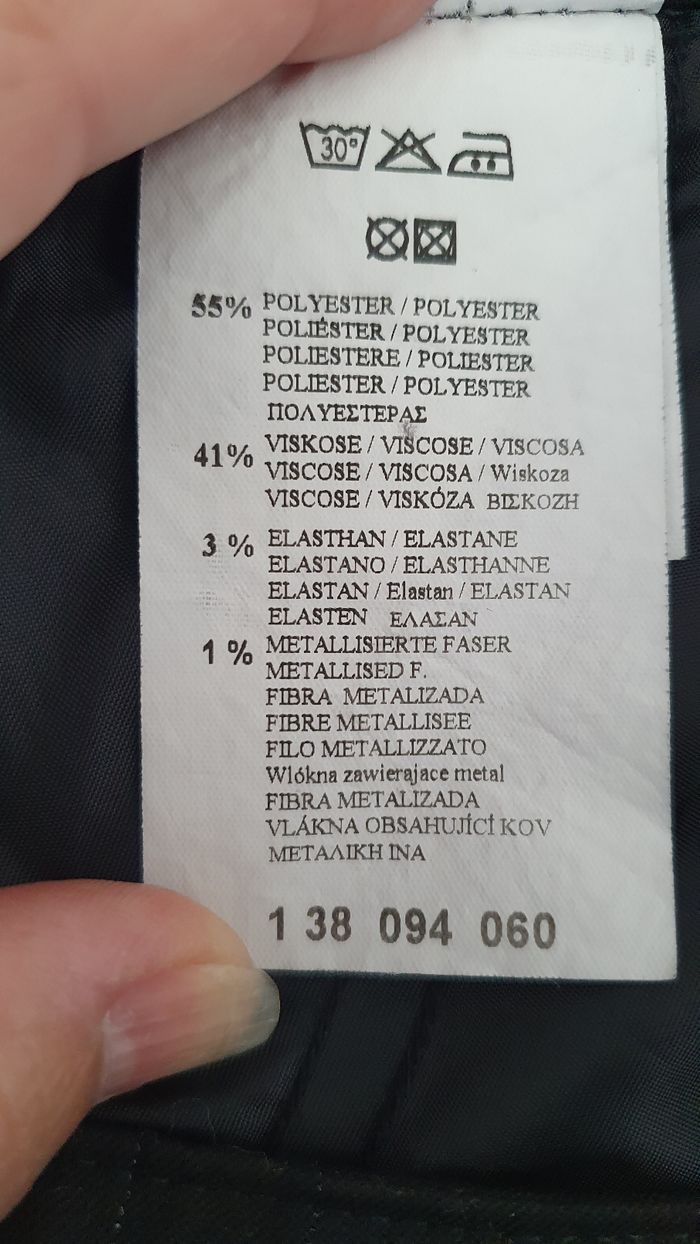 30°
55% POLYESTER / POLYESTER
POLIÉSTER / POLYESTER
POLIESTERE / POLIESTER
POLIESTER / POLYESTER
ΠΟΛΥΕΣΤΕΡΑΣ
41% VISKOSE / VISCOSE / VISCOSA
VISCOSE / VISCOSA / Wiskoza
VISCOSE / VISKÓZA ΒΙΣΚΟΖΗ
3 % ELASTHAN / ELASTANE
ELASTANO / ELASTHANNE
ELASTAN / Elastan / ELASTAN
ELASTEN ΕΛΑΣΑΝ
1 % METALLISIERTE FASER
METALLISED F.
FIBRA METALIZADA
FIBRE METALLISEE
FILO METALLIZZATO
Wlókna zawierajace metal
FIBRA METALIZADA
VLÁKNA OBSAHUJÍCÍ KOV
ΜΕΤΑΛΙΚΗ ΙΝΑ
1 38 094 060